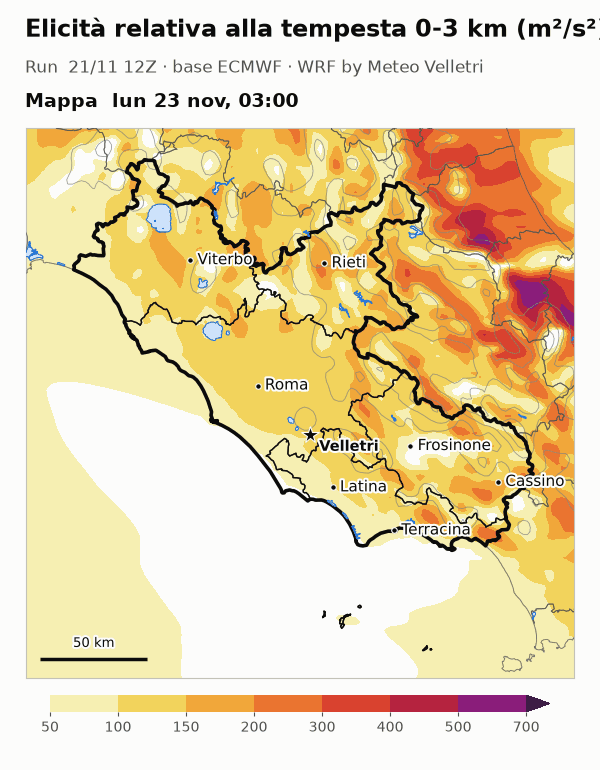 Elicità relativa alla tempesta 0-3 km (m²/s²)
Run 21/11 12Z · base ECMWF · WRF by Meteo Velletri
Mappa lun 23 nov, 03:00
Viterbo
Rieti
Roma
Velletri
Frosinone
Latina
Cassino
Terracina
50 km
50 100 150 200 300 400 500 700